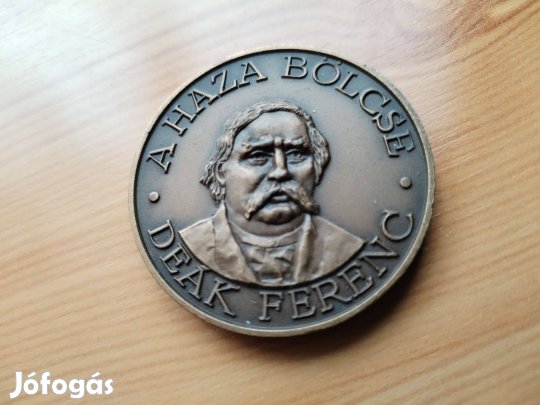 · A HAZA BÖLCSE ·
DEÁK FERENC
Jófogás